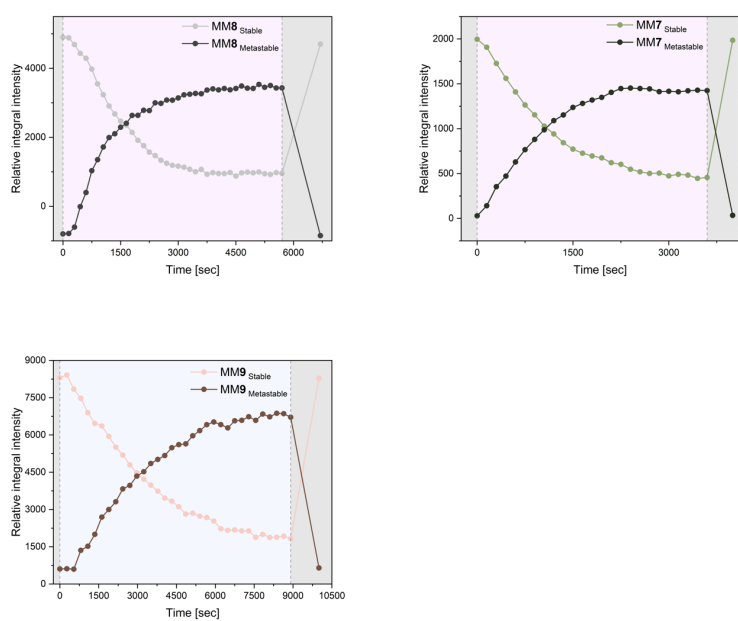 MM8 Stable
MM8 Metastable
Relative integral intensity
4000
2000
0
0 1500 3000 4500 6000
Time [sec]
MM7 Stable
MM7 Metastable
Relative integral intensity
2000
1500
1000
500
0
0 1500 3000
Time [sec]
MM9 Stable
MM9 Metastable
Relative integral intensity
9000
7500
6000
4500
3000
1500
0
0 1500 3000 4500 6000 7500 9000 10500
Time [sec]